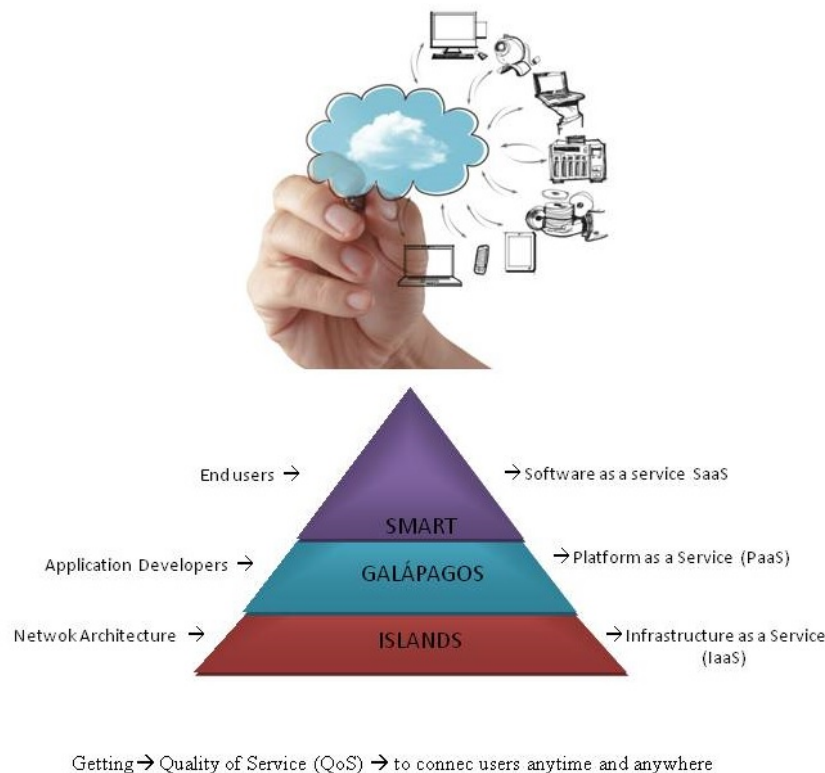 End users →
→ Software as a service SaaS
SMART
Application Developers →
→ Platform as a Service (PaaS)
GALÁPAGOS
Netwok Architecture →
ISLANDS
→ Infrastructure as a Service
(IaaS)
Getting → Quality of Service (QoS) → to connec users anytime and anywhere